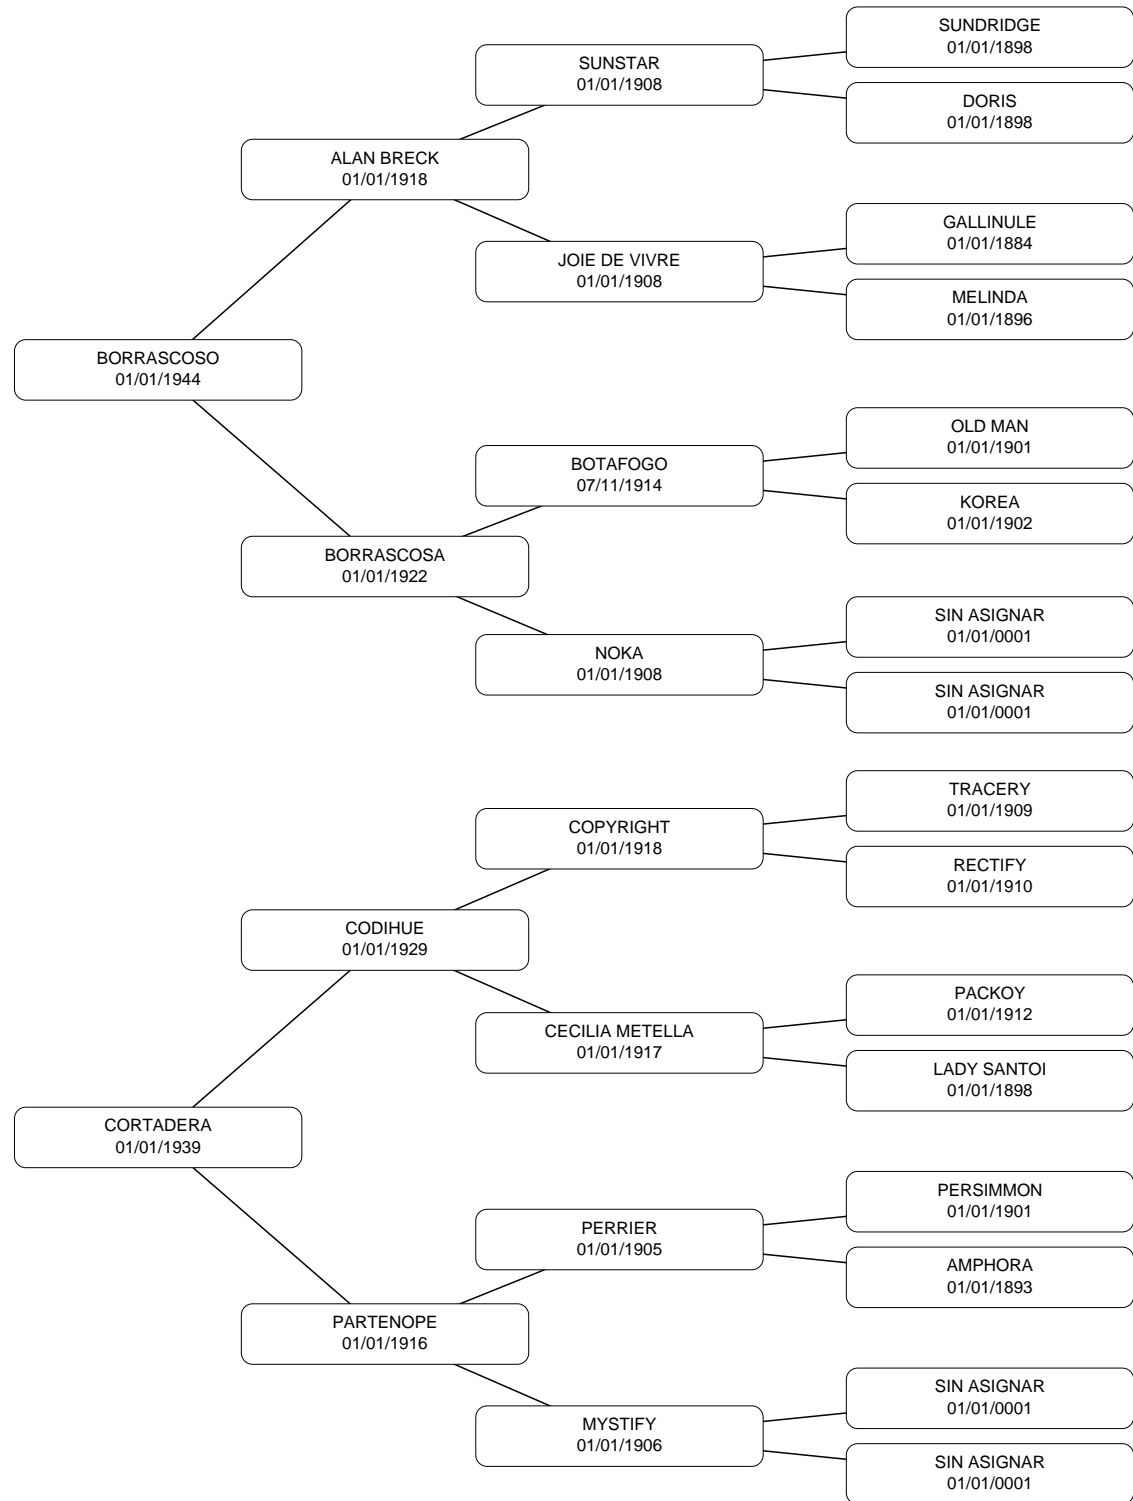 SUNDRIDGE
01/01/1898
SUNSTAR
01/01/1908
DORIS
01/01/1898
ALAN BRECK
01/01/1918
GALLINULE
01/01/1884
JOIE DE VIVRE
01/01/1908
MELINDA
01/01/1896
BORRASCOSO
01/01/1944
OLD MAN
01/01/1901
BOTAFOGO
07/11/1914
KOREA
01/01/1902
BORRASCOSA
01/01/1922
SIN ASIGNAR
01/01/0001
NOKA
01/01/1908
SIN ASIGNAR
01/01/0001
TRACERY
01/01/1909
COPYRIGHT
01/01/1918
RECTIFY
01/01/1910
CODIHUE
01/01/1929
PACKOY
01/01/1912
CECILIA METELLA
01/01/1917
LADY SANTOI
01/01/1898
CORTADERA
01/01/1939
PERSIMMON
01/01/1901
PERRIER
01/01/1905
AMPHORA
01/01/1893
PARTENOPE
01/01/1916
SIN ASIGNAR
01/01/0001
MYSTIFY
01/01/1906
SIN ASIGNAR
01/01/0001